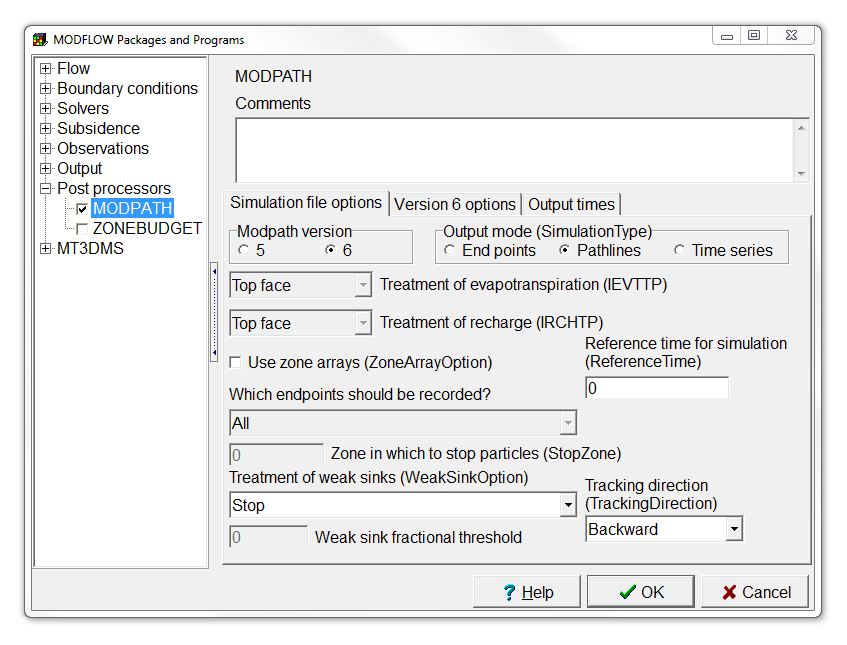 MODFLOW Packages and Programs
Flow
Boundary conditions
Solvers
Subsidence
Observations
Output
Post processors
MODPATH
ZONEBUDGET
MT3DMS
MODPATH
Comments
Simulation file options
Version 6 options
Output times
Modpath version
5
6
Output mode (SimulationType)
End points
Pathlines
Time series
Top face
Treatment of evapotranspiration (IEVTTP)
Top face
Treatment of recharge (IRCHTP)
Use zone arrays (ZoneArrayOption)
Reference time for simulation
(ReferenceTime)
0
Which endpoints should be recorded?
All
0
Zone in which to stop particles (StopZone)
Treatment of weak sinks (WeakSinkOption)
Stop
0
Weak sink fractional threshold
Tracking direction
(TrackingDirection)
Backward
? Help
OK
Cancel